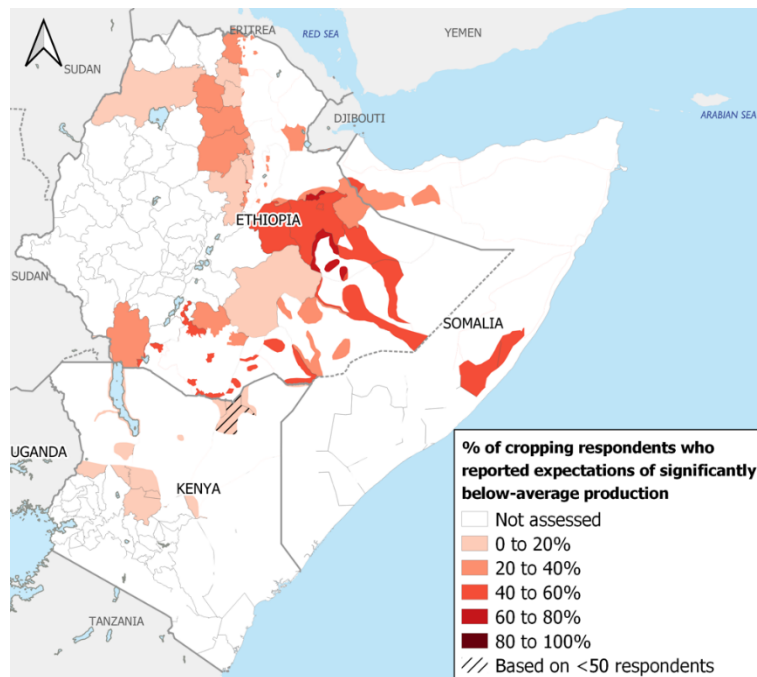 ERITREA
RED SEA
YEMEN
SUDAN
DJIBOUTI
ARABIAN SEA
ETHIOPIA
SUDAN
SOMALIA
UGANDA
KENYA
TANZANIA
% of cropping respondents who
reported expectations of significantly
below-average production
Not assessed
0 to 20%
20 to 40%
40 to 60%
60 to 80%
80 to 100%
Based on <50 respondents